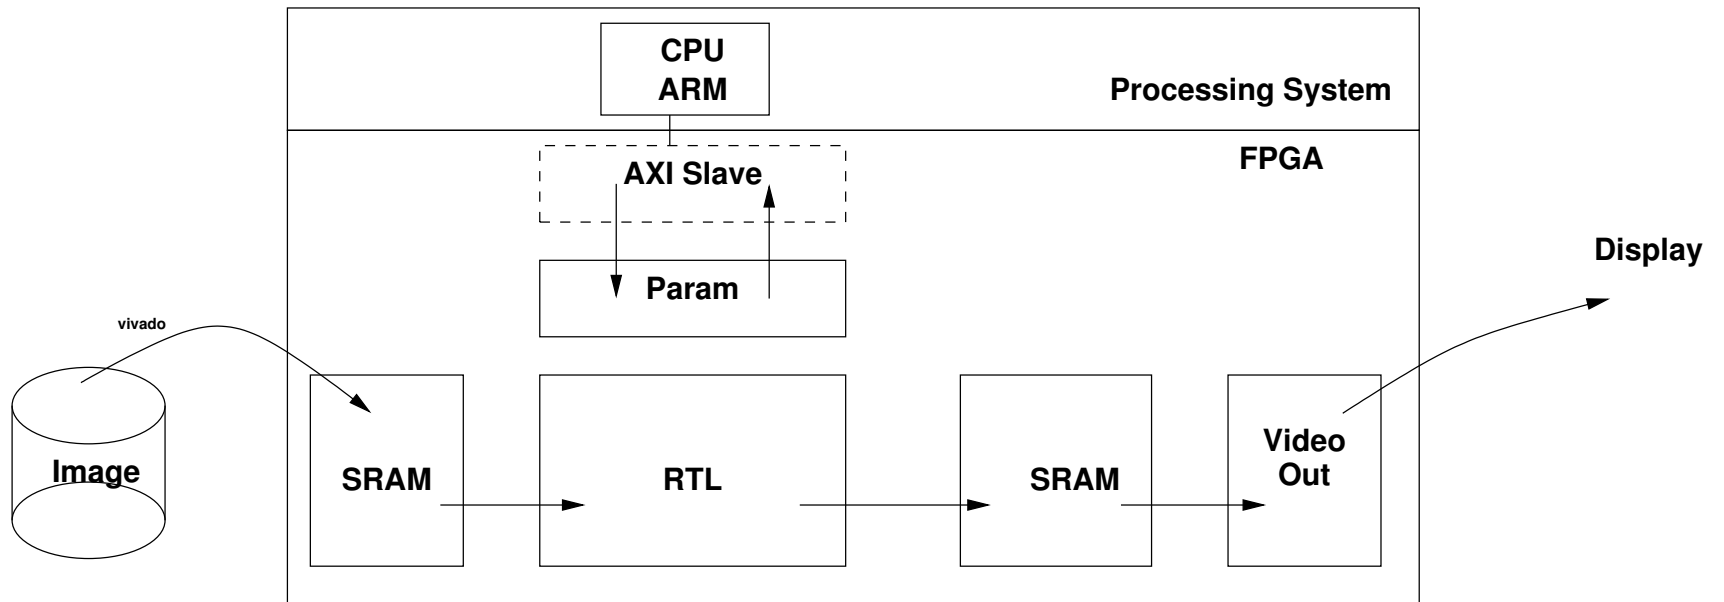 CPU
ARM
Processing System
AXI Slave
FPGA
Param
Display
vivado
Image
SRAM
RTL
SRAM
Video
Out